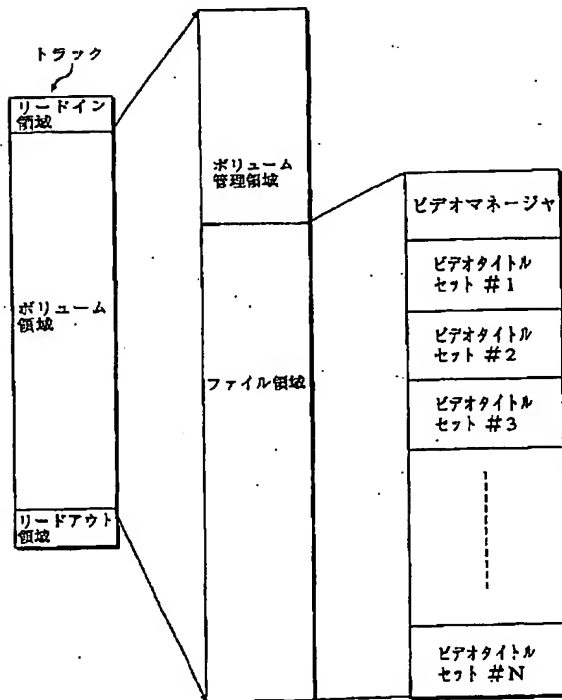 トラック
リードイン
領域
ボリューム
領域
リードアウト
領域
ボリューム
管理領域
ファイル領域
ビデオマネージャ
ビデオタイトル
セット #1
ビデオタイトル
セット #2
ビデオタイトル
セット #3
ビデオタイトル
セット #N